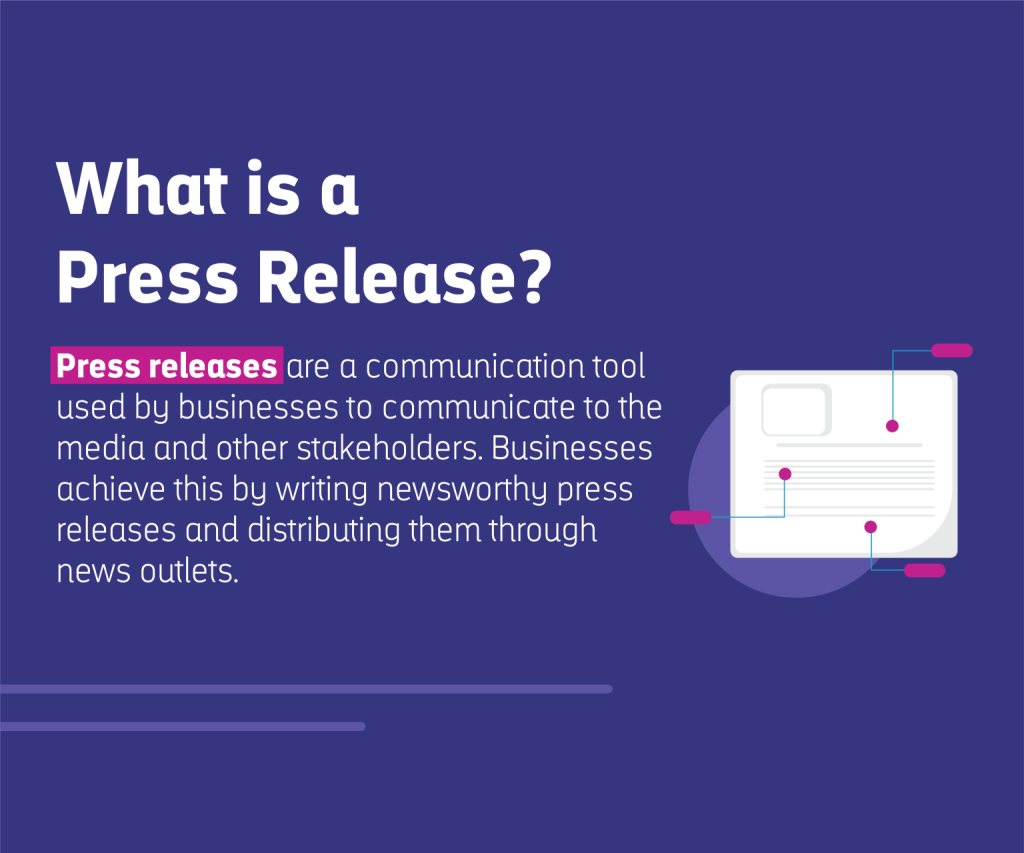 What is a
Press Release?
Press releases are a communication tool
used by businesses to communicate to the
media and other stakeholders. Businesses
achieve this by writing newsworthy press
releases and distributing them through
news outlets.